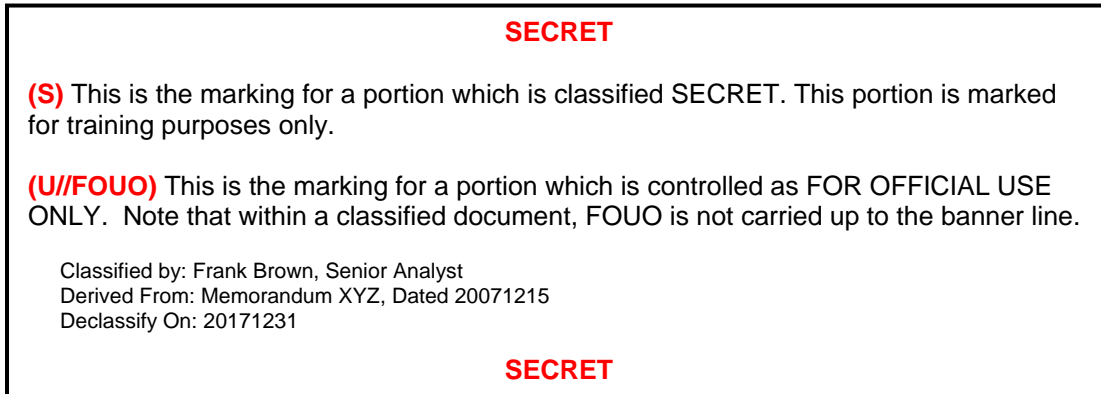 SECRET
(S) This is the marking for a portion which is classified SECRET. This portion is marked
for training purposes only.
(U//FOUO) This is the marking for a portion which is controlled as FOR OFFICIAL USE
ONLY.  Note that within a classified document, FOUO is not carried up to the banner line.
Classified by: Frank Brown, Senior Analyst
Derived From: Memorandum XYZ, Dated 20071215
Declassify On: 20171231
SECRET